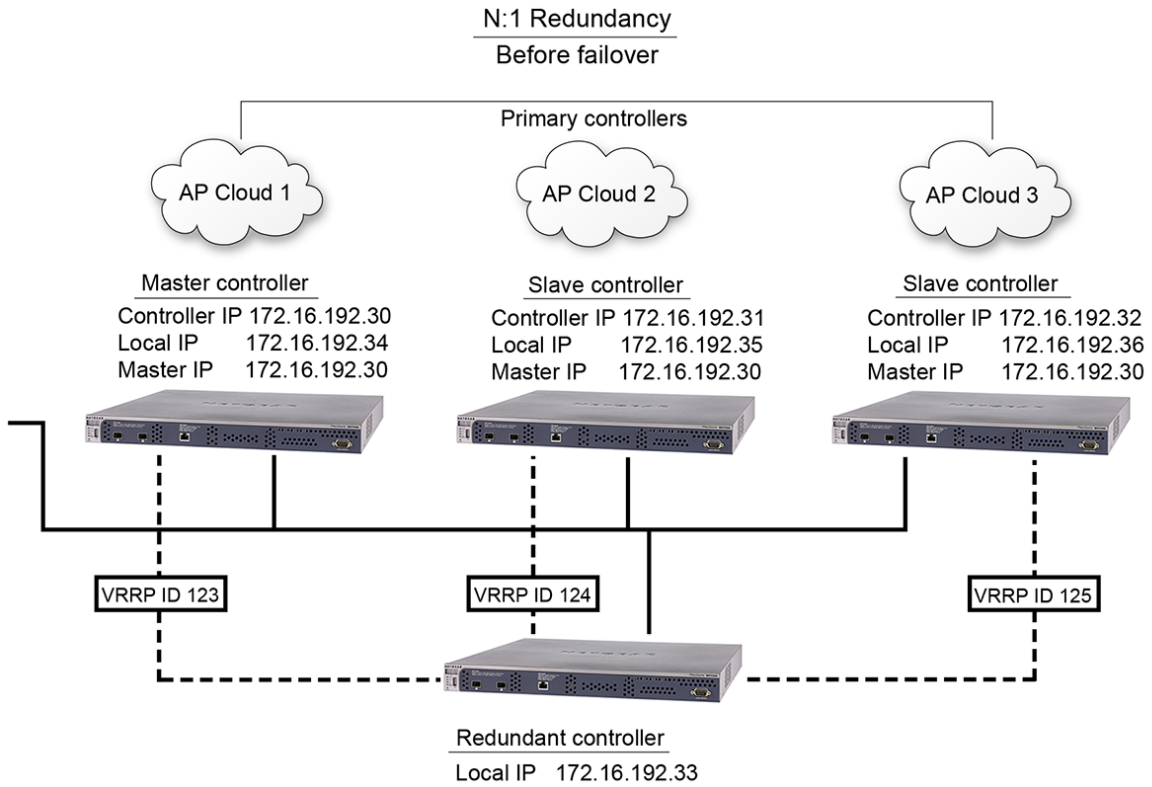 N:1 Redundancy
Before failover
Primary controllers
AP Cloud 1
AP Cloud 2
AP Cloud 3
Master controller
Controller IP 172.16.192.30
Local IP 172.16.192.34
Master IP 172.16.192.30
Slave controller
Controller IP 172.16.192.31
Local IP 172.16.192.35
Master IP 172.16.192.30
Slave controller
Controller IP 172.16.192.32
Local IP 172.16.192.36
Master IP 172.16.192.30
VRRP ID 123
VRRP ID 124
VRRP ID 125
Redundant controller
Local IP 172.16.192.33